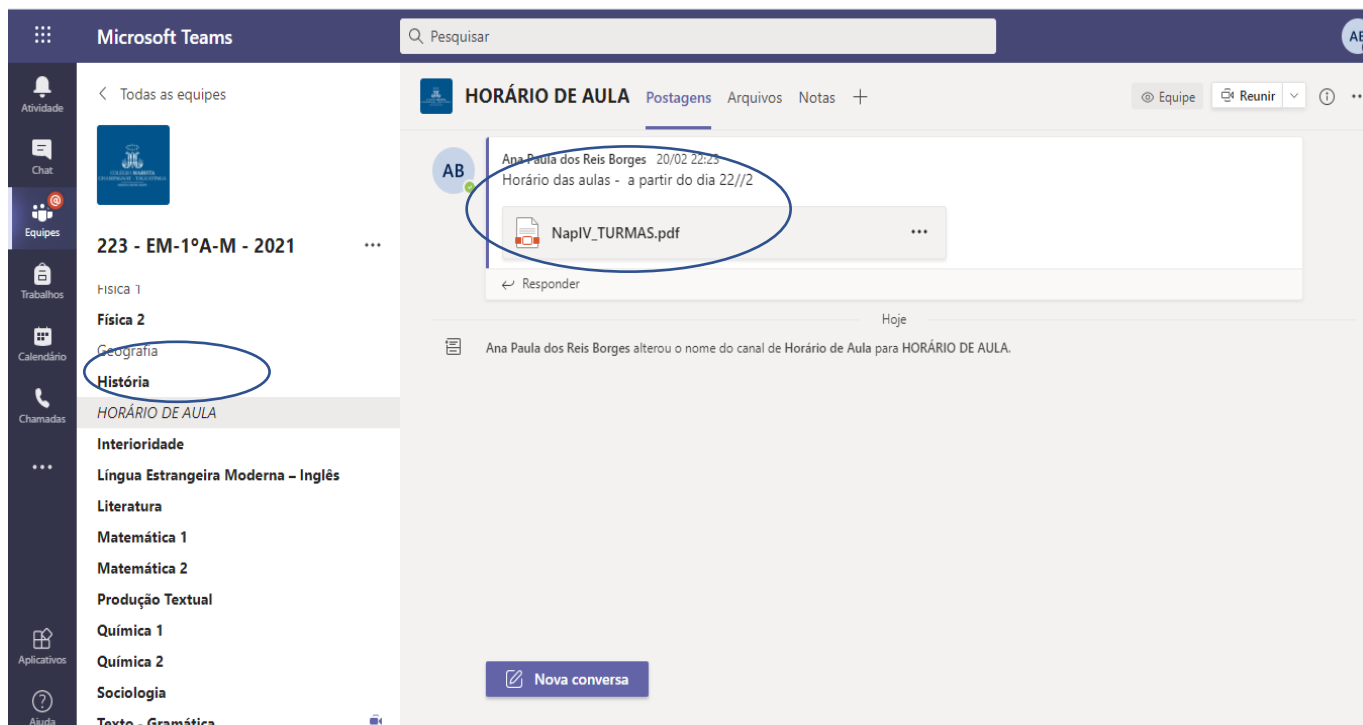 Microsoft Teams
Pesquisar
AB
Atividade
Chat
Equipes
Trabalhos
Calendário
Chamadas
Aplicativos
Ajuda
Todas as equipes
223 - EM-1ºA-M - 2021
Física 1
Física 2
Geografia
História
HORÁRIO DE AULA
Interioridade
Língua Estrangeira Moderna – Inglês
Literatura
Matemática 1
Matemática 2
Produção Textual
Química 1
Química 2
Sociologia
Texto - Gramática
HORÁRIO DE AULA Postagens Arquivos Notas
Equipe Reunir
AB
Ana Paula dos Reis Borges 20/02 22:23
Horário das aulas - a partir do dia 22//2
NapIV_TURMAS.pdf
Responder
Hoje
Ana Paula dos Reis Borges alterou o nome do canal de Horário de Aula para HORÁRIO DE AULA.
Nova conversa